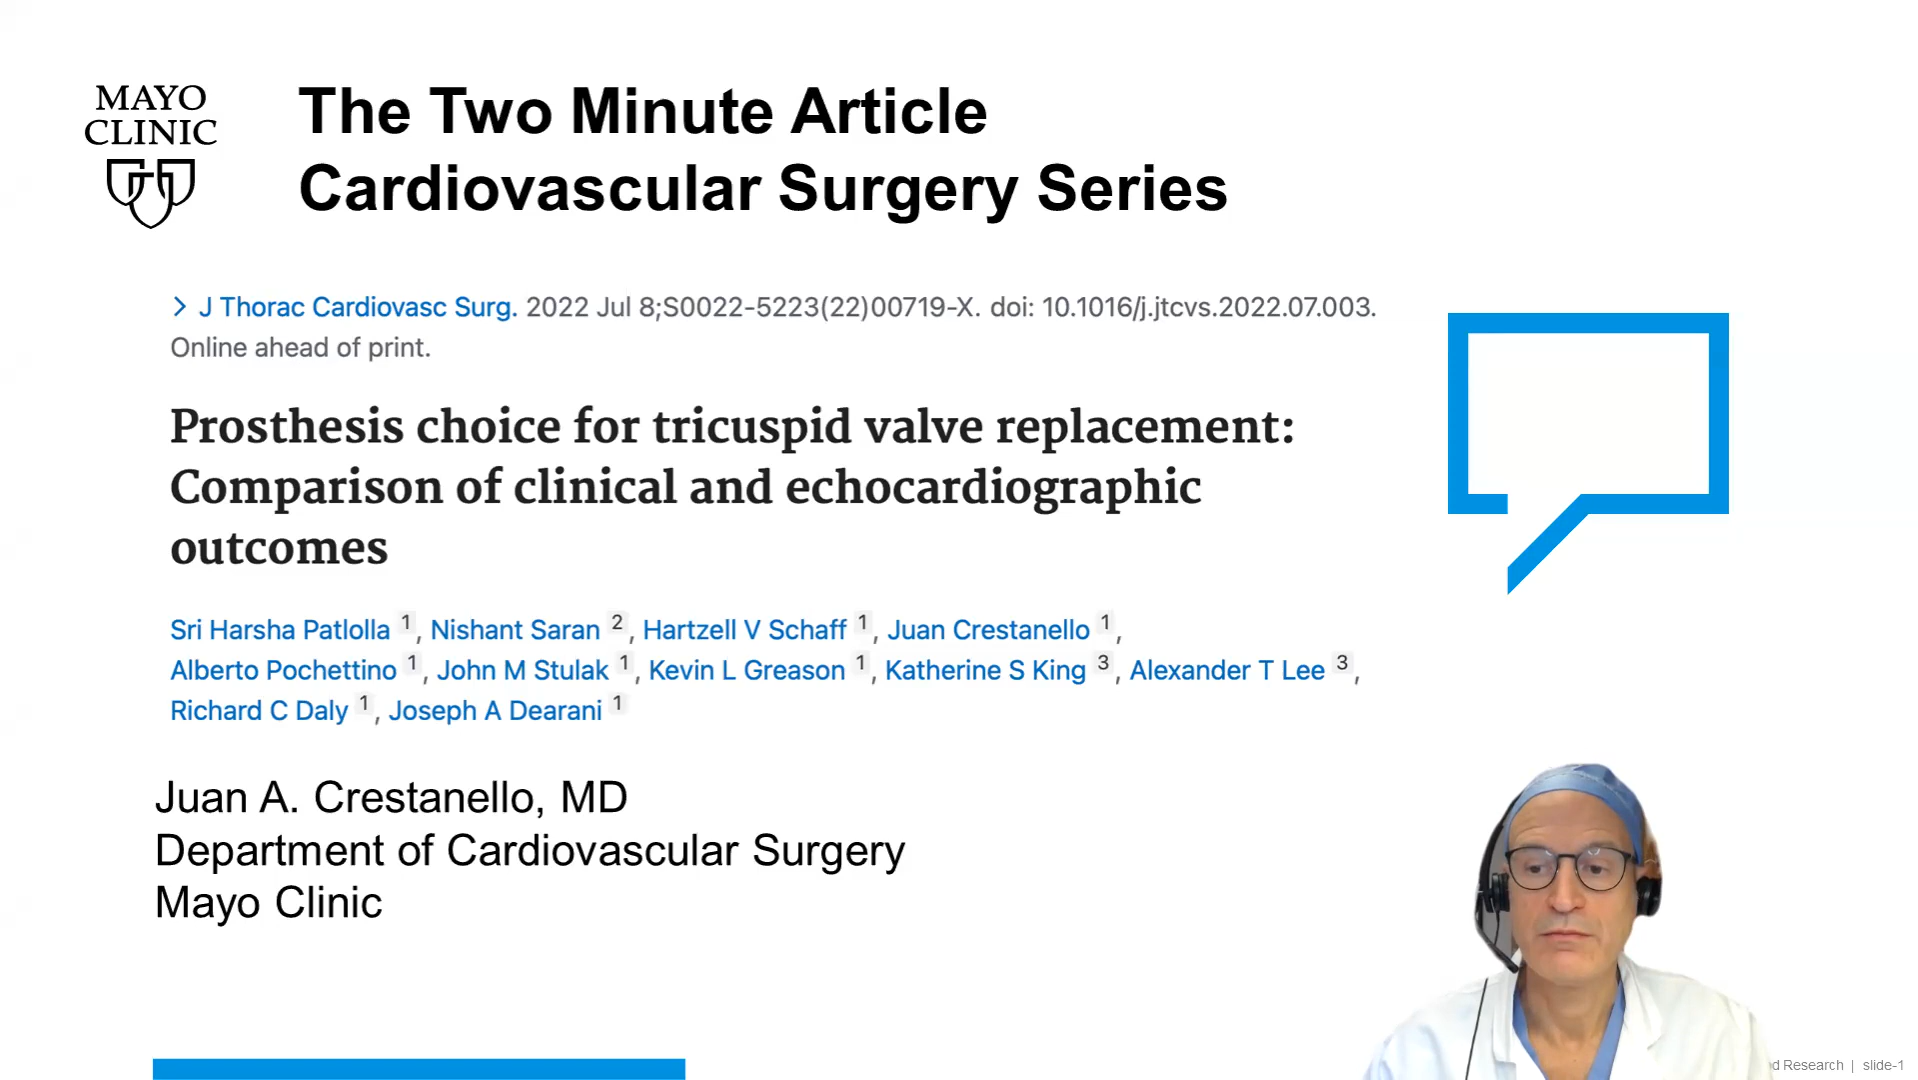 MAYO
CLINIC
The Two Minute Article
Cardiovascular Surgery Series
> J Thorac Cardiovasc Surg. 2022 Jul 8;S0022-5223(22)00719-X. doi: 10.1016/j.jtcvs.2022.07.003.
Online ahead of print.
Prosthesis choice for tricuspid valve replacement:
Comparison of clinical and echocardiographic
outcomes
Sri Harsha Patlolla 1, Nishant Saran 2, Hartzell V Schaff 1, Juan Crestanello 1,
Alberto Pochettino 1, John M Stulak 1, Kevin L Greason 1, Katherine S King 3, Alexander T Lee 3,
Richard C Daly 1, Joseph A Dearani 1
Juan A. Crestanello, MD
Department of Cardiovascular Surgery
Mayo Clinic
Research | slide-1